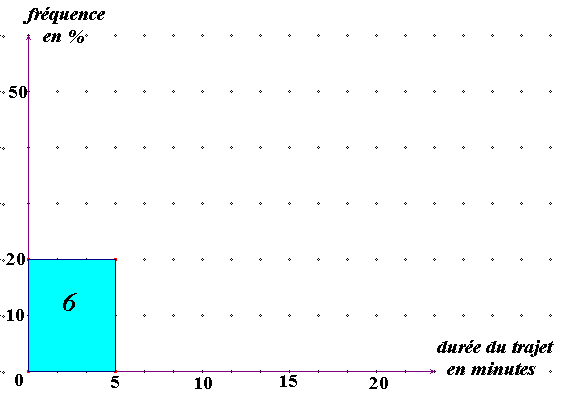 fréquence
en %
50
20
6
10
durée du trajet
en minutes
0 5 10 15 20